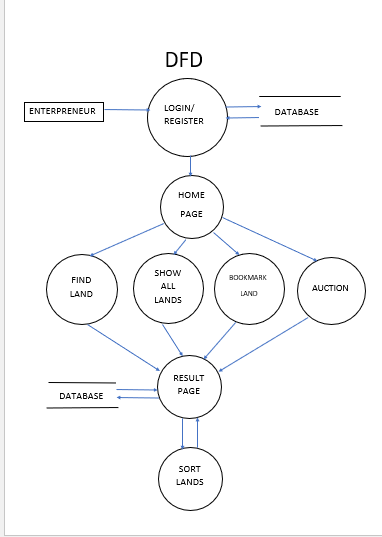 DFD
ENTERPRENEUR
LOGIN/
REGISTER
DATABASE
HOME
PAGE
FIND
LAND
SHOW
ALL
LANDS
BOOKMARK
LAND
AUCTION
RESULT
PAGE
DATABASE
SORT
LANDS